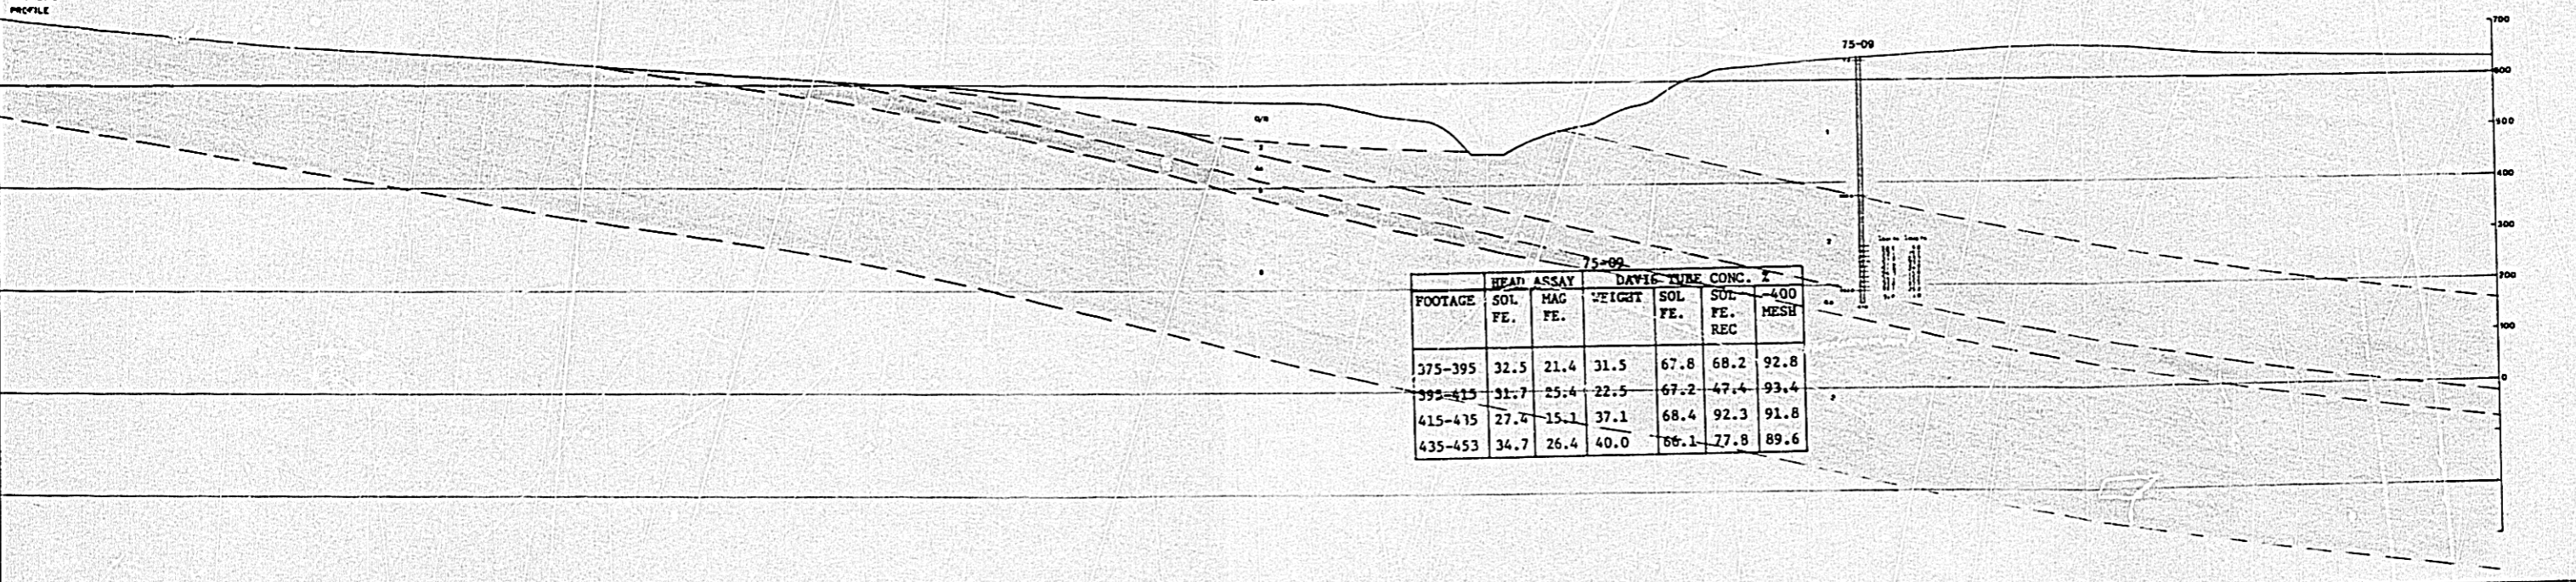 PROFILE
75-09
700
600
500
400
300
200
100
0
O/B
1
2
75-09
HEAD ASSAY DAVIS TUBE CONC. %
FOOTAGE SOL FE. MAG FE. WEIGHT SOL FE. SOL FE. REC -400 MESH
375-395 32.5 21.4 31.5 67.8 68.2 92.8
395-415 31.7 25.4 22.5 67.2 47.4 93.4
415-435 27.4 15.1 37.1 68.4 92.3 91.8
435-453 34.7 26.4 40.0 66.1 77.8 89.6